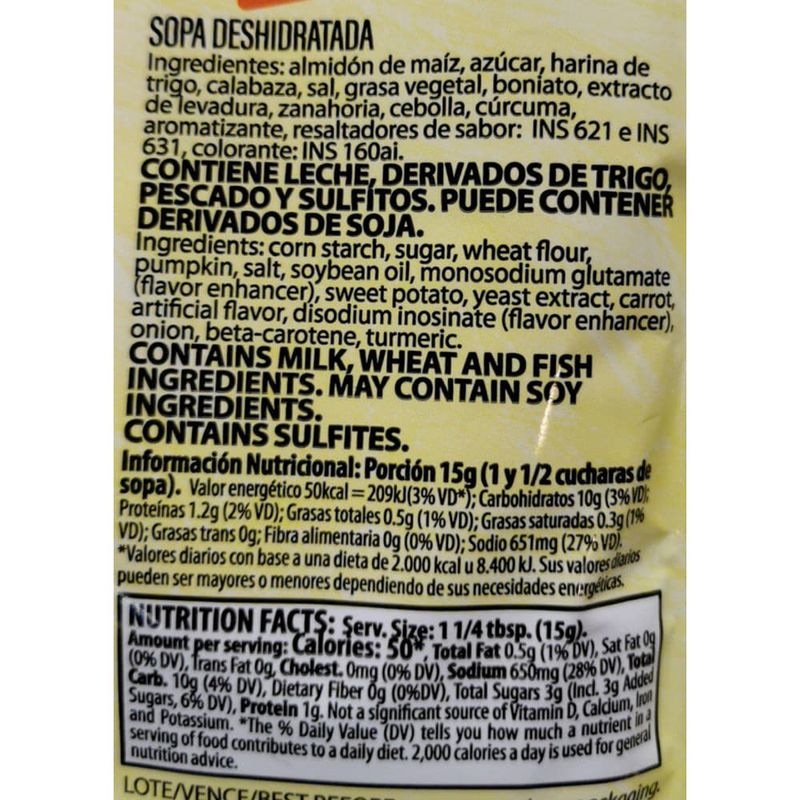 SOPA DESHIDRATADA
Ingredientes: almidón de maíz, azúcar, harina de
trigo, calabaza, sal, grasa vegetal, boniato, extracto
de levadura, zanahoria, cebolla, cúrcuma,
aromatizante, resaltadores de sabor: INS 621 e INS
631, colorante: INS 160ai.
CONTIENE LECHE, DERIVADOS DE TRIGO,
PESCADO Y SULFITOS. PUEDE CONTENER
DERIVADOS DE SOJA.
Ingredients: corn starch, sugar, wheat flour,
pumpkin, salt, soybean oil, monosodium glutamate
(flavor enhancer), sweet potato, yeast extract, carrot,
artificial flavor, disodium inosinate (flavor enhancer),
onion, beta-carotene, turmeric.
CONTAINS MILK, WHEAT AND FISH
INGREDIENTS. MAY CONTAIN SOY
INGREDIENTS.
CONTAINS SULFITES.
Información Nutricional: Porción 15g (1 y 1/2 cucharas de
sopa). Valor energético 50kcal = 209kJ(3% VD*); Carbohidratos 10g (3% VD);
Proteínas 1.2g (2% VD); Grasas totales 0.5g (1% VD); Grasas saturadas 0.3g (1%
VD); Grasas trans 0g; Fibra alimentaria 0g (0% VD); Sodio 651mg (27% VD).
*Valores diarios con base a una dieta de 2.000 kcal u 8.400 kJ. Sus valores diarios
pueden ser mayores o menores dependiendo de sus necesidades energéticas.
NUTRITION FACTS: Serv. Size: 1 1/4 tbsp. (15g).
Amount per serving: Calories: 50*, Total Fat 0.5g (1% DV), Sat Fat 0g
(0% DV), Trans Fat 0g, Cholest. 0mg (0% DV), Sodium 650mg (28% DV), Total
Carb. 10g (4% DV), Dietary Fiber 0g (0%DV), Total Sugars 3g (Incl. 3g Added
Sugars, 6% DV), Protein 1g. Not a significant source of Vitamin D, Calcium, Iron
and Potassium. *The % Daily Value (DV) tells you how much a nutrient in a
serving of food contributes to a daily diet. 2,000 calories a day is used for general
nutrition advice.
LOTE/VENCE/BEST BEFORE